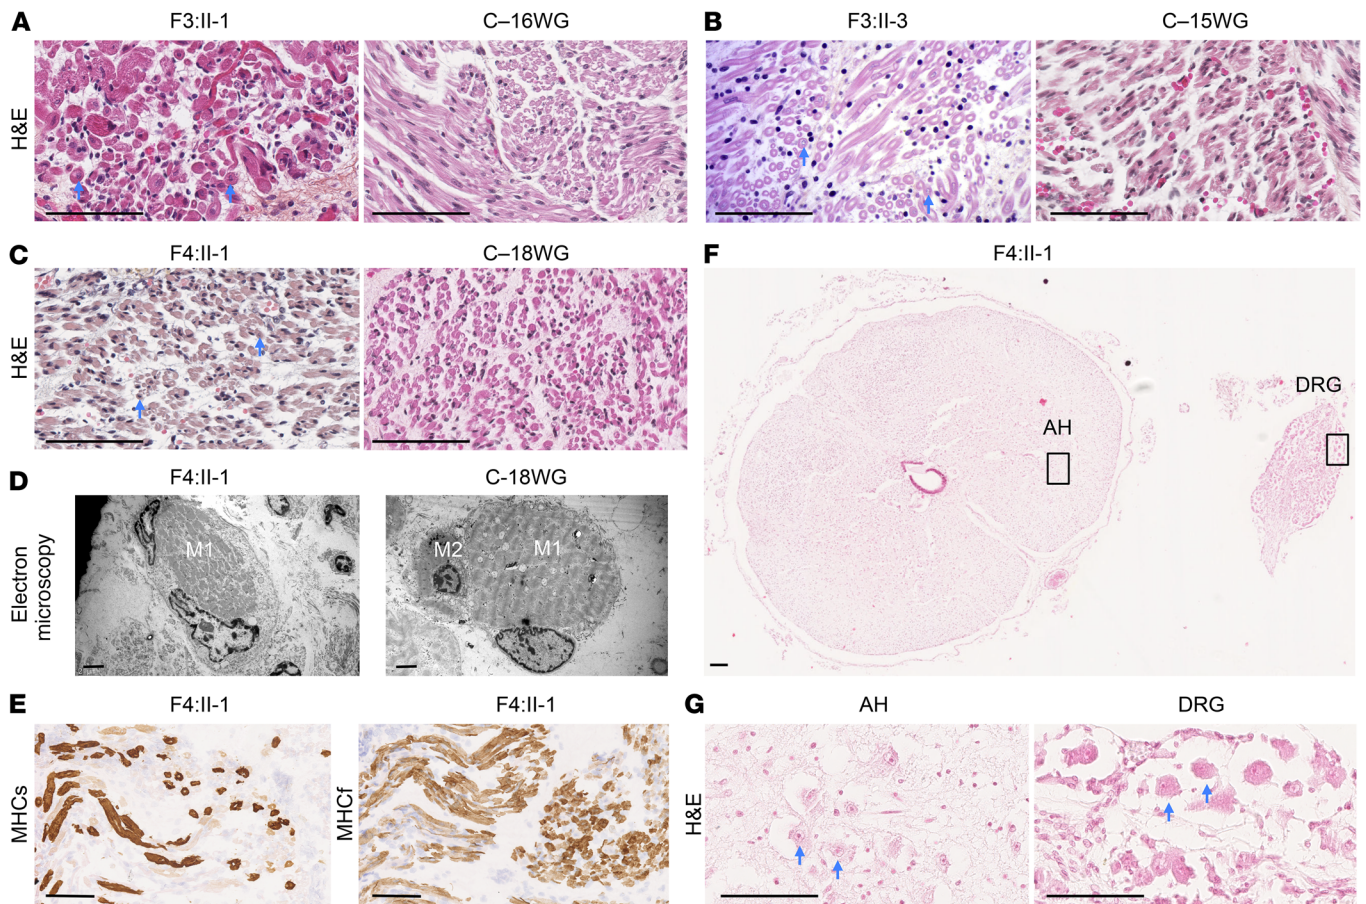 A
F3:II-1
C–16WG
B
F3:II-3
C–15WG
H&E
C
F4:II-1
C–18WG
H&E
F
F4:II-1
AH
DRG
D
F4:II-1
C-18WG
Electron
microscopy
M1
M2
M1
E
F4:II-1
F4:II-1
MHCs
MHCf
G
AH
DRG
H&E